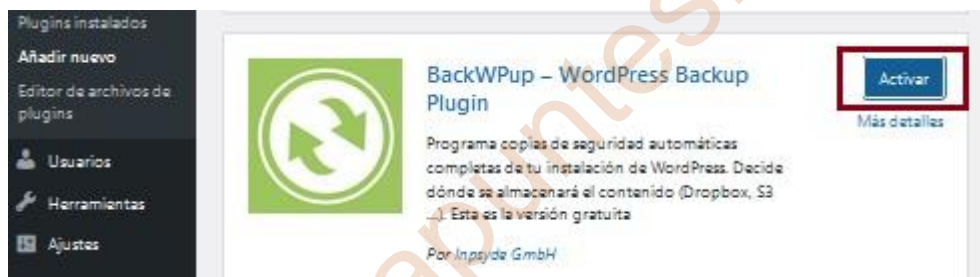 Plugins instalados
Añadir nuevo
Editor de archivos de
plugins
Usuarios
Herramientas
Ajustes
BackWPup – WordPress Backup
Plugin
Programa copias de seguridad automáticas
completas de tu instalación de WordPress. Decide
dónde se almacenará el contenido (Dropbox, S3
...). Esta es la versión gratuita
Por Inpsyde GmbH
Activar
Más detalles
apuntes